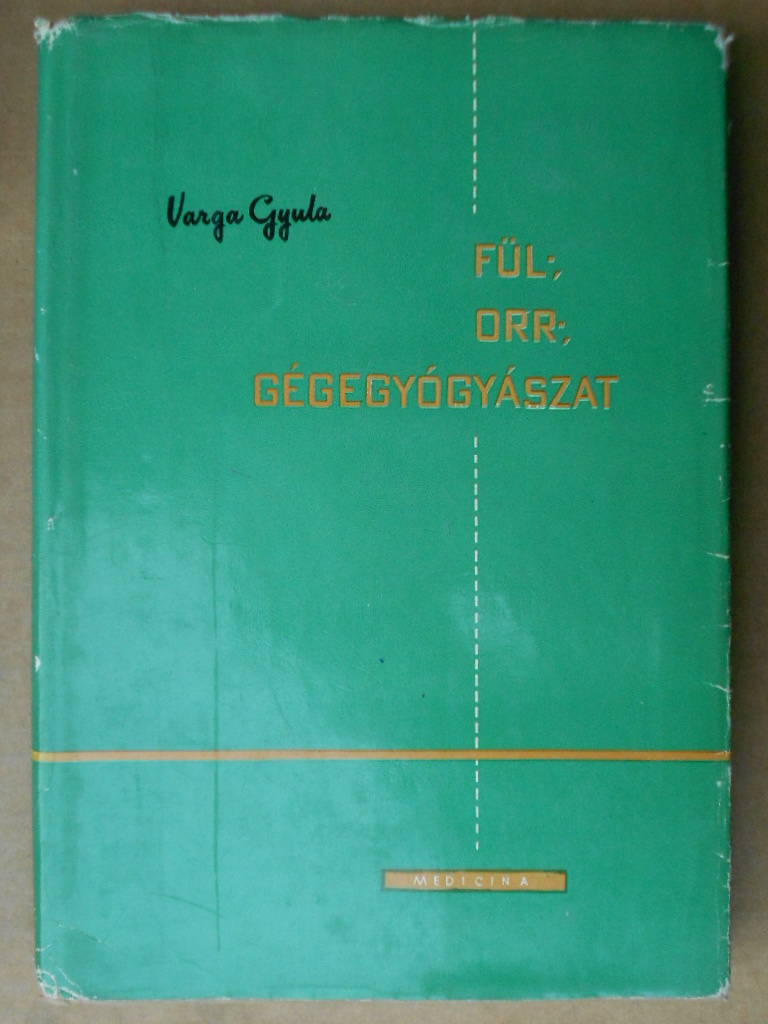 Varga Gyula
FÜL-,
ORR-,
GÉGEGYÓGYÁSZAT
MEDICINA